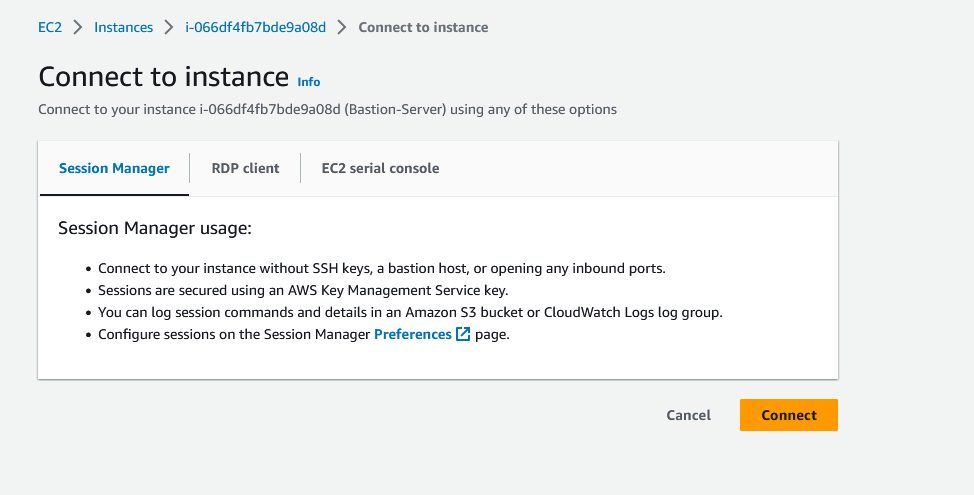 EC2 > Instances > i-066df4fb7bde9a08d > Connect to instance
Connect to instance Info
Connect to your instance i-066df4fb7bde9a08d (Bastion-Server) using any of these options
Session Manager RDP client EC2 serial console
Session Manager usage:
• Connect to your instance without SSH keys, a bastion host, or opening any inbound ports.
• Sessions are secured using an AWS Key Management Service key.
• You can log session commands and details in an Amazon S3 bucket or CloudWatch Logs log group.
• Configure sessions on the Session Manager Preferences page.
Cancel Connect